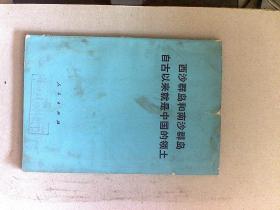 西沙群岛和南沙群岛
自古以来就是中国的领土
人民出版社